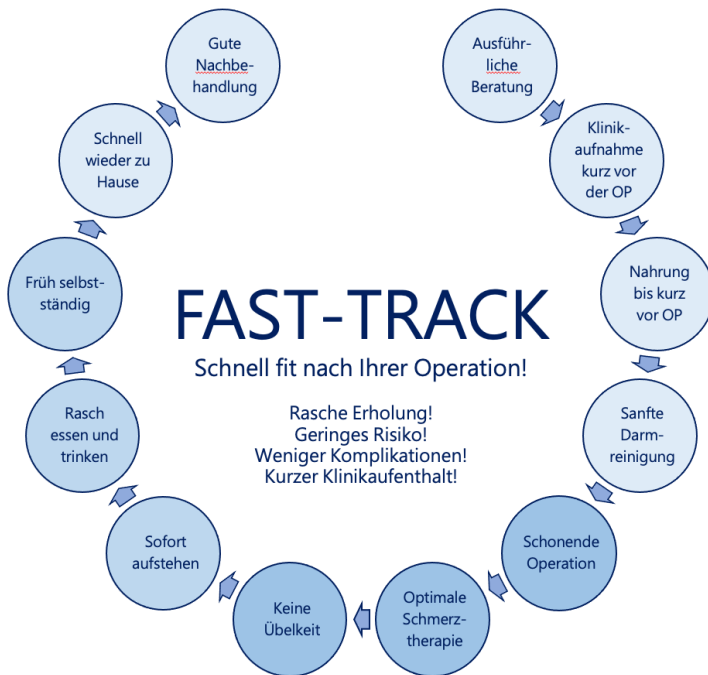 Gute
Nachbe-
handlung
Ausführ-
liche
Beratung
Schnell
wieder zu
Hause
Klinik-
aufnahme
kurz vor
der OP
Früh selbst-
ständig
Nahrung
bis kurz
vor OP
FAST-TRACK
Schnell fit nach Ihrer Operation!
Rasche Erholung!
Geringes Risiko!
Weniger Komplikationen!
Kurzer Klinikaufenthalt!
Rasch
essen und
trinken
Sanfte
Darm-
reinigung
Sofort
aufstehen
Schonende
Operation
Keine
Übelkeit
Optimale
Schmerz-
therapie